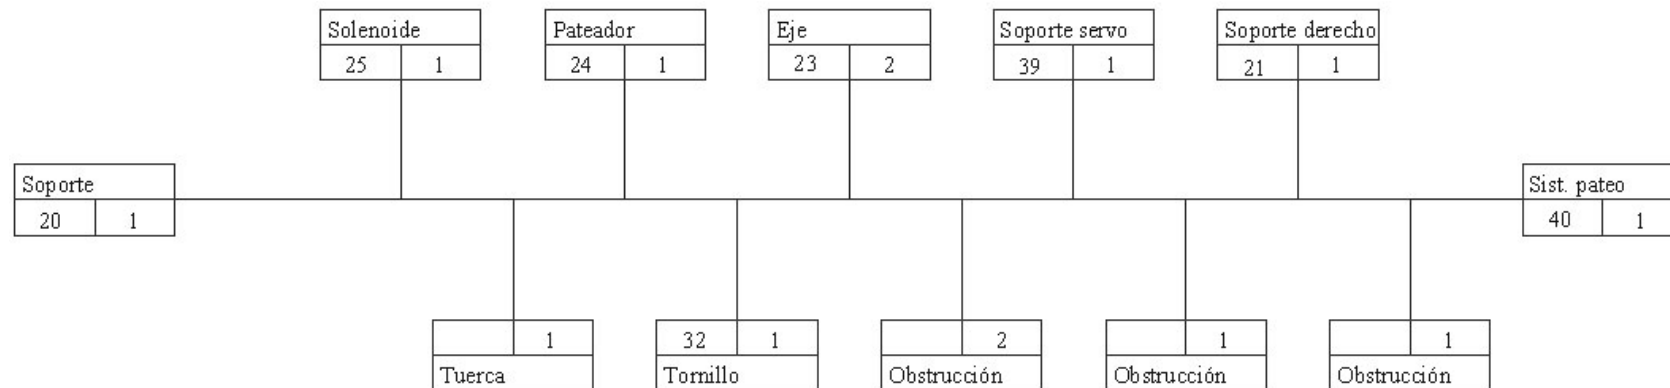 Solenoide
25 1
Pateador
24 1
Eje
23 2
Soporte servo
39 1
Soporte derecho
21 1
Soporte
20 1
Sist. pateo
40 1
1
Tuerca
32 1
Tornillo
2
Obstrucción
1
Obstrucción
1
Obstrucción